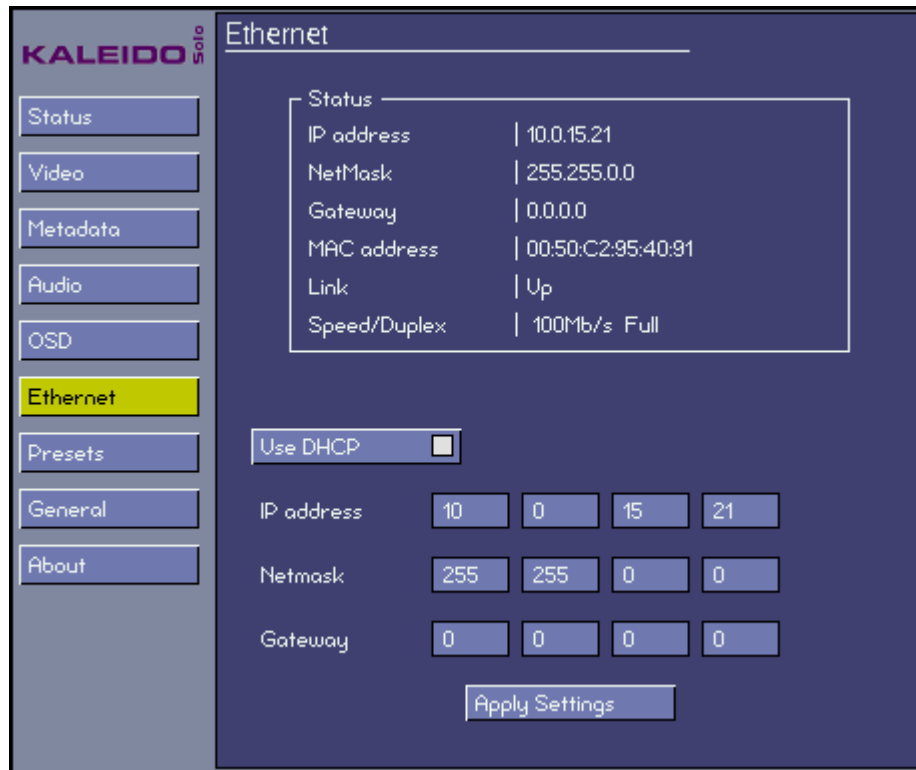 KALEIDO Solo
Status
Video
Metadata
Audio
OSD
Ethernet
Presets
General
About
Ethernet
Status
IP address | 10.0.15.21
NetMask | 255.255.0.0
Gateway | 0.0.0.0
MAC address | 00:50:C2:95:40:91
Link | Up
Speed/Duplex | 100Mb/s Full
Use DHCP
IP address 10 0 15 21
Netmask 255 255 0 0
Gateway 0 0 0 0
Apply Settings